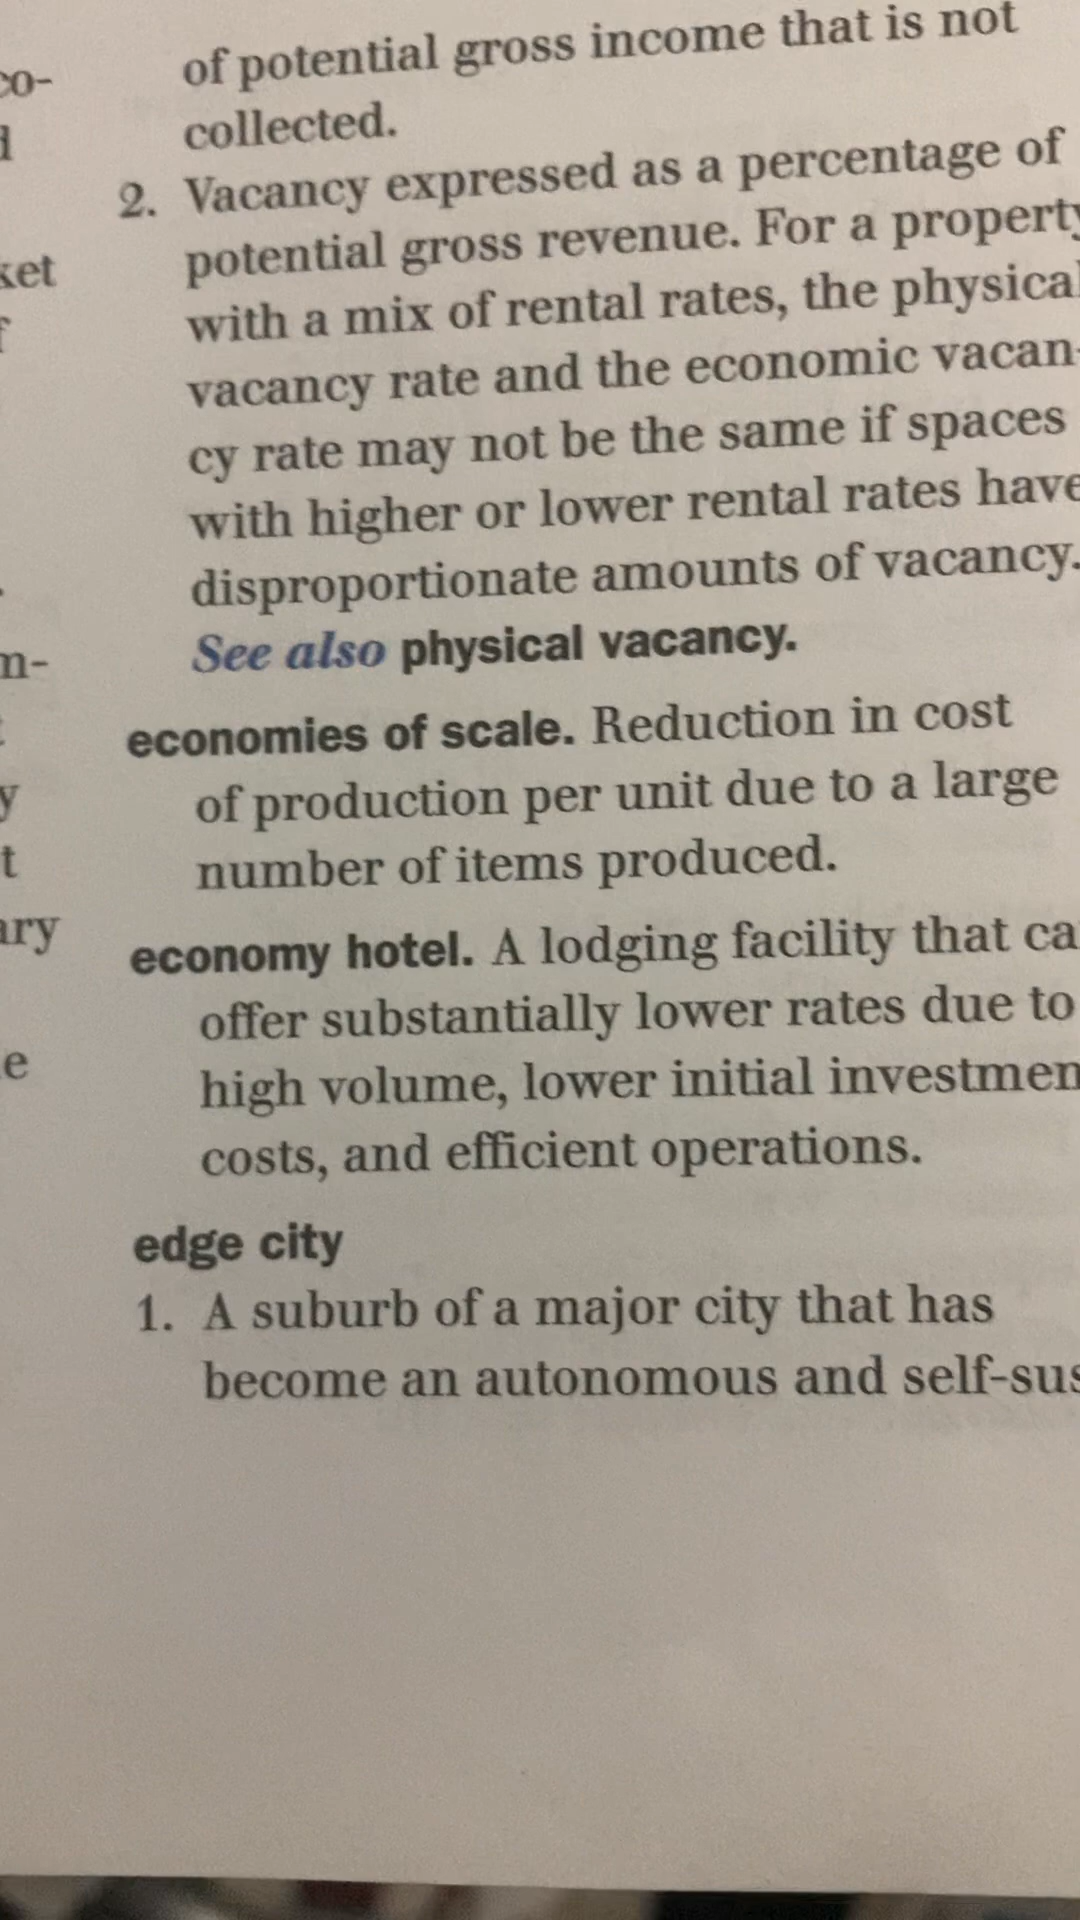 co-
ket
m-
y
t
ary
e
of potential gross income that is not
collected.
2. Vacancy expressed as a percentage of
potential gross revenue. For a property
with a mix of rental rates, the physical
vacancy rate and the economic vacan-
cy rate may not be the same if spaces
with higher or lower rental rates have
disproportionate amounts of vacancy.
See also physical vacancy.
economies of scale. Reduction in cost
of production per unit due to a large
number of items produced.
economy hotel. A lodging facility that ca
offer substantially lower rates due to
high volume, lower initial investmen
costs, and efficient operations.
edge city
1. A suburb of a major city that has
become an autonomous and self-sus